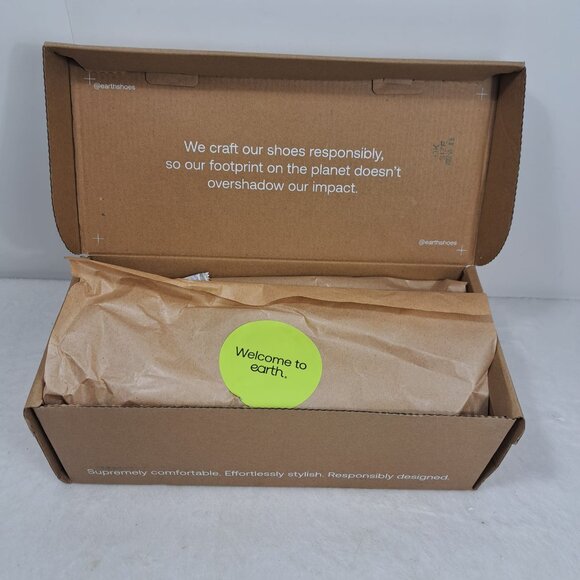 @earthshoes
We craft our shoes responsibly,
so our footprint on the planet doesn't
overshadow our impact.
@earthshoes
Welcome to
earth.
Supremely comfortable. Effortlessly stylish. Responsibly designed.